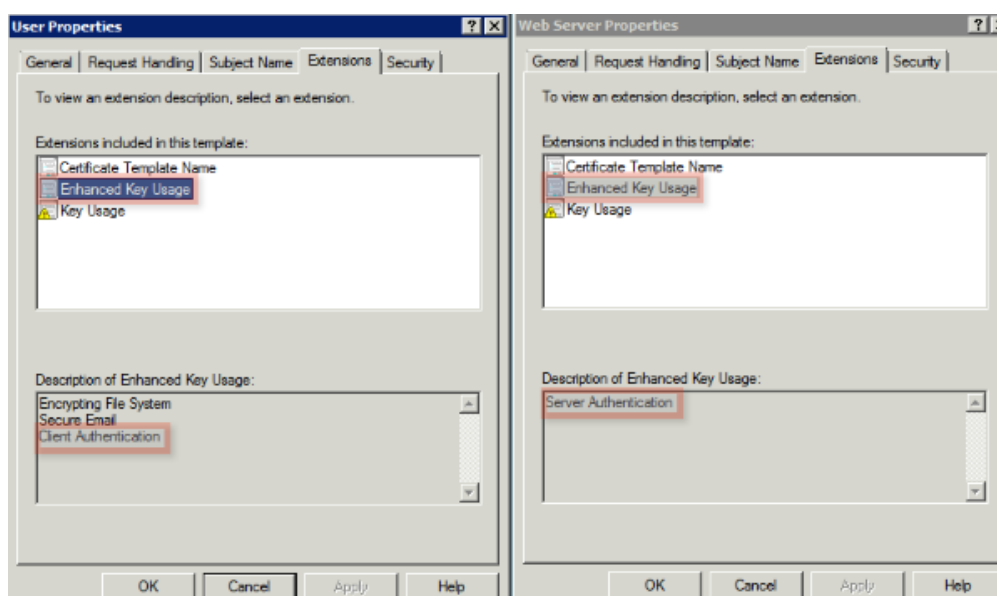 User Properties
General Request Handling Subject Name Extensions Security
To view an extension description, select an extension.
Extensions included in this template:
Certificate Template Name
Enhanced Key Usage
Key Usage
Description of Enhanced Key Usage:
Encrypting File System
Secure Email
Client Authentication
OK Cancel Apply Help
Web Server Properties
General Request Handling Subject Name Extensions Security
To view an extension description, select an extension.
Extensions included in this template:
Certificate Template Name
Enhanced Key Usage
Key Usage
Description of Enhanced Key Usage:
Server Authentication
OK Cancel Apply Help